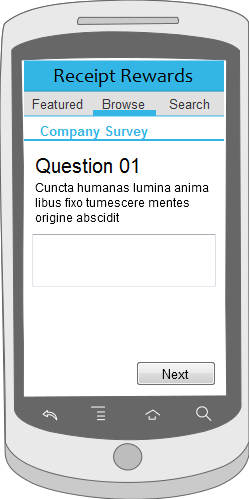 Receipt Rewards
Featured Browse Search
Company Survey
Question 01
Cuncta humanas lumina anima
libus fixo tumescere mentes
origine abscidit
Next